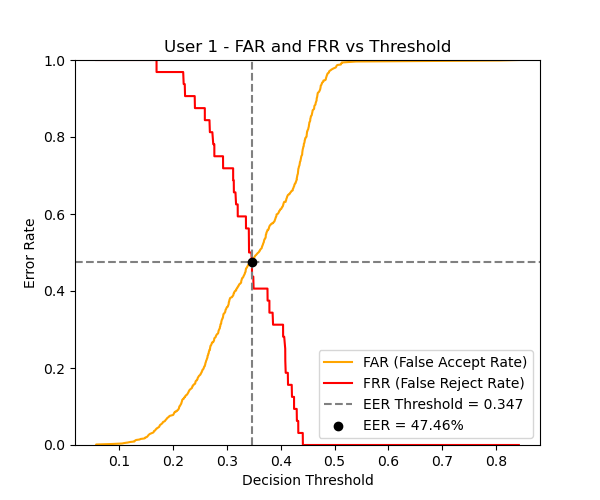 User 1 - FAR and FRR vs Threshold
1.0
0.8
0.6
0.4
0.2
0.0
Error Rate
FAR (False Accept Rate)
FRR (False Reject Rate)
EER Threshold = 0.347
EER = 47.46%
0.1 0.2 0.3 0.4 0.5 0.6 0.7 0.8
Decision Threshold